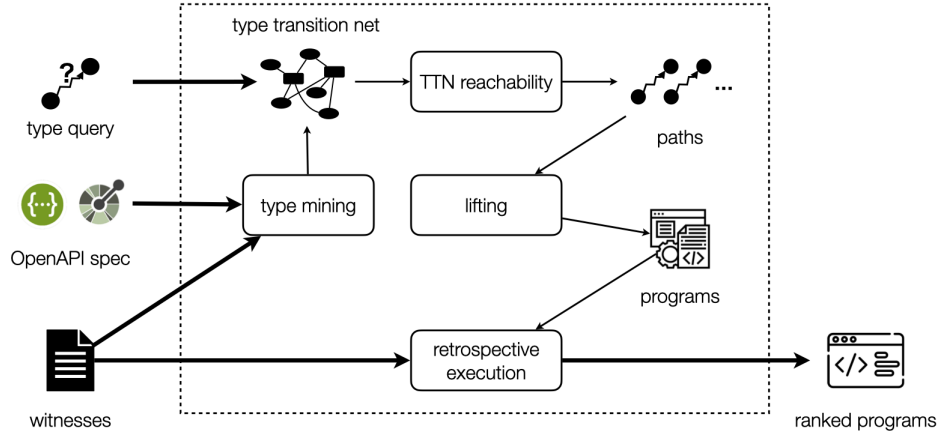 type transition net
?
TTN reachability
...
type query
paths
{...}
type mining
lifting
OpenAPI spec
</>
programs
retrospective
execution
</>
witnesses
ranked programs